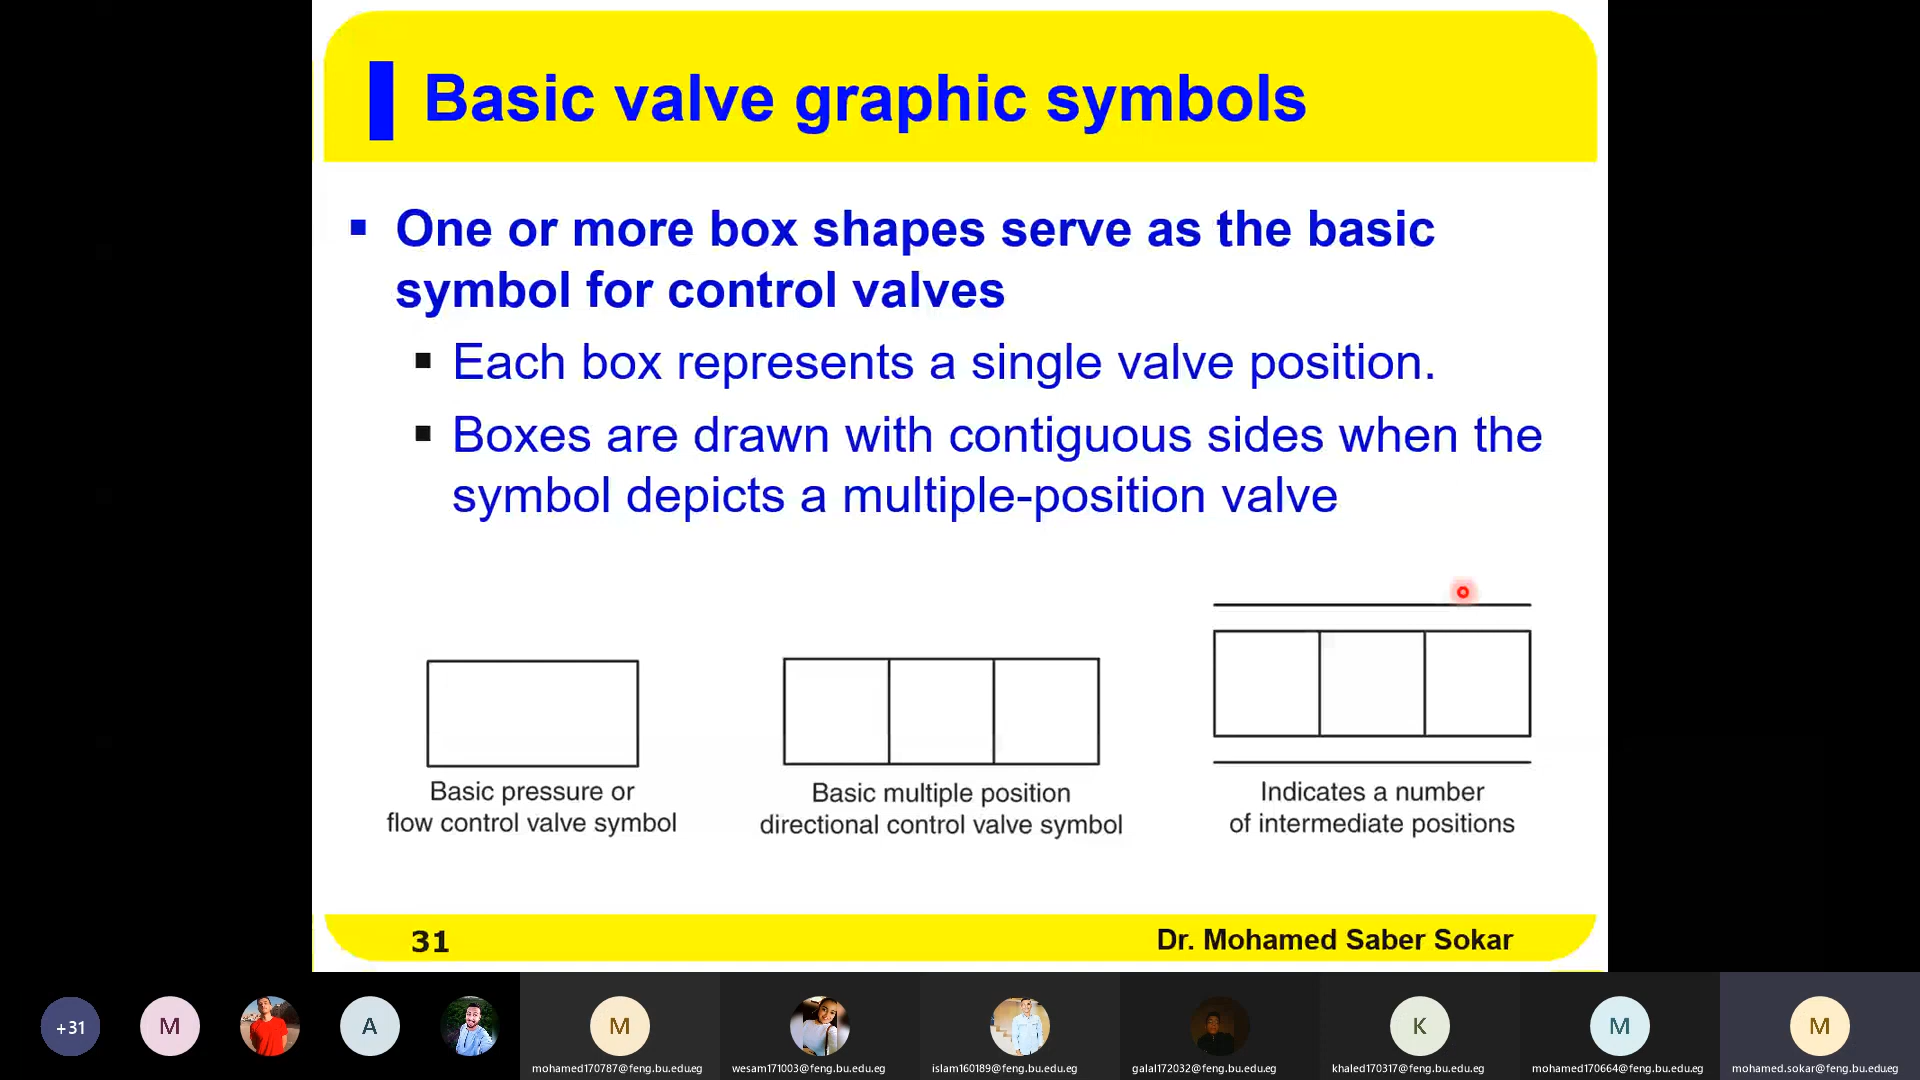 Basic valve graphic symbols
One or more box shapes serve as the basic
symbol for control valves
Each box represents a single valve position.
Boxes are drawn with contiguous sides when the
symbol depicts a multiple-position valve
Basic pressure or
flow control valve symbol
Basic multiple position
directional control valve symbol
Indicates a number
of intermediate positions
31
Dr. Mohamed Saber Sokar
+31
M
A
M
K
M
M
mohamed170787@feng.bu.edu.eg
wesam171003@feng.bu.edu.eg
islam160189@feng.bu.edu.eg
galal172032@feng.bu.edu.eg
khaled170317@feng.bu.edu.eg
mohamed170664@feng.bu.edu.eg
mohamed.sokar@feng.bu.edu.eg